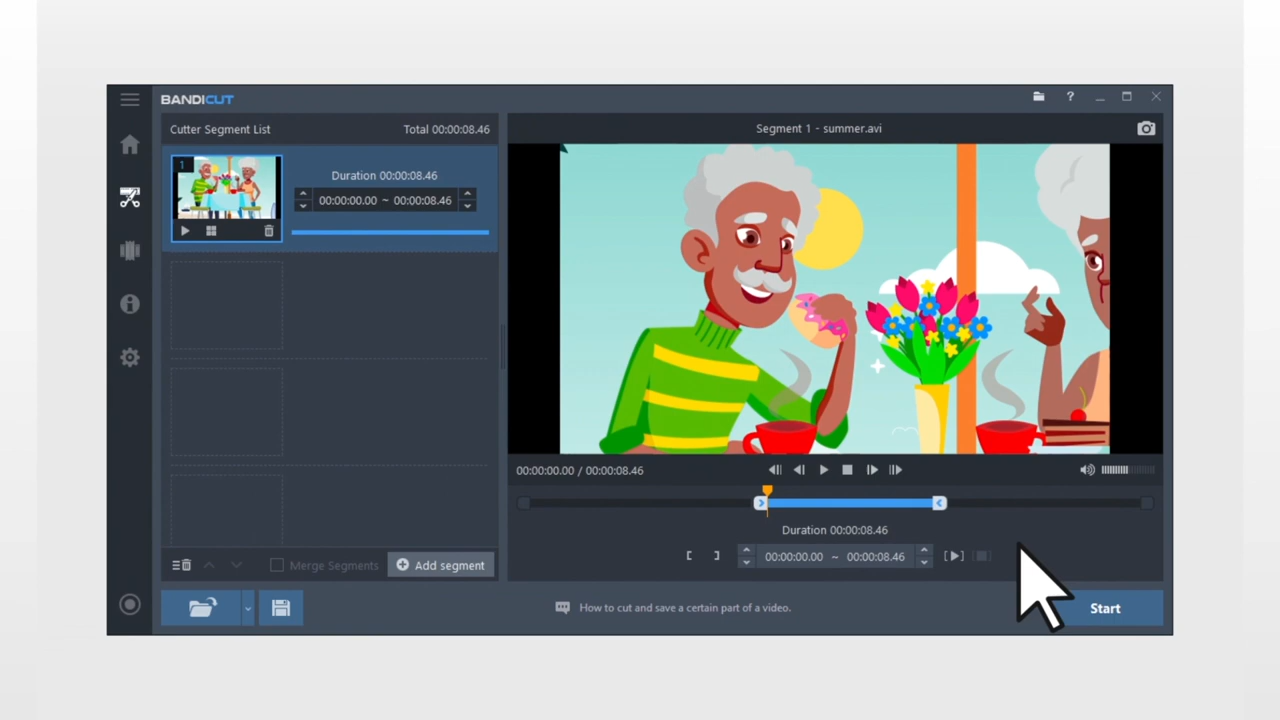 BANDICUT
?
Cutter Segment List
Total 00:00:08.46
Segment 1 - summer.avi
1
Duration 00:00:08.46
00:00:00.00 ~ 00:00:08.46
00:00:00.00 / 00:00:08.46
Duration 00:00:08.46
00:00:00.00 ~ 00:00:08.46
Merge Segments
Add segment
How to cut and save a certain part of a video.
Start